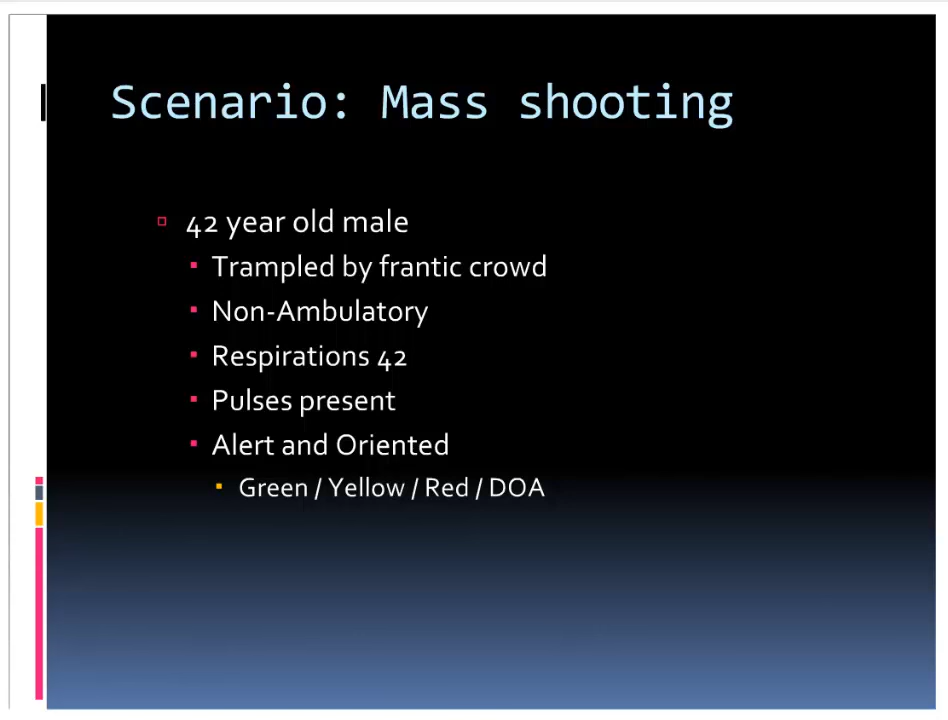 Scenario: Mass shooting
42 year old male
Trampled by frantic crowd
Non-Ambulatory
Respirations 42
Pulses present
Alert and Oriented
Green / Yellow / Red / DOA